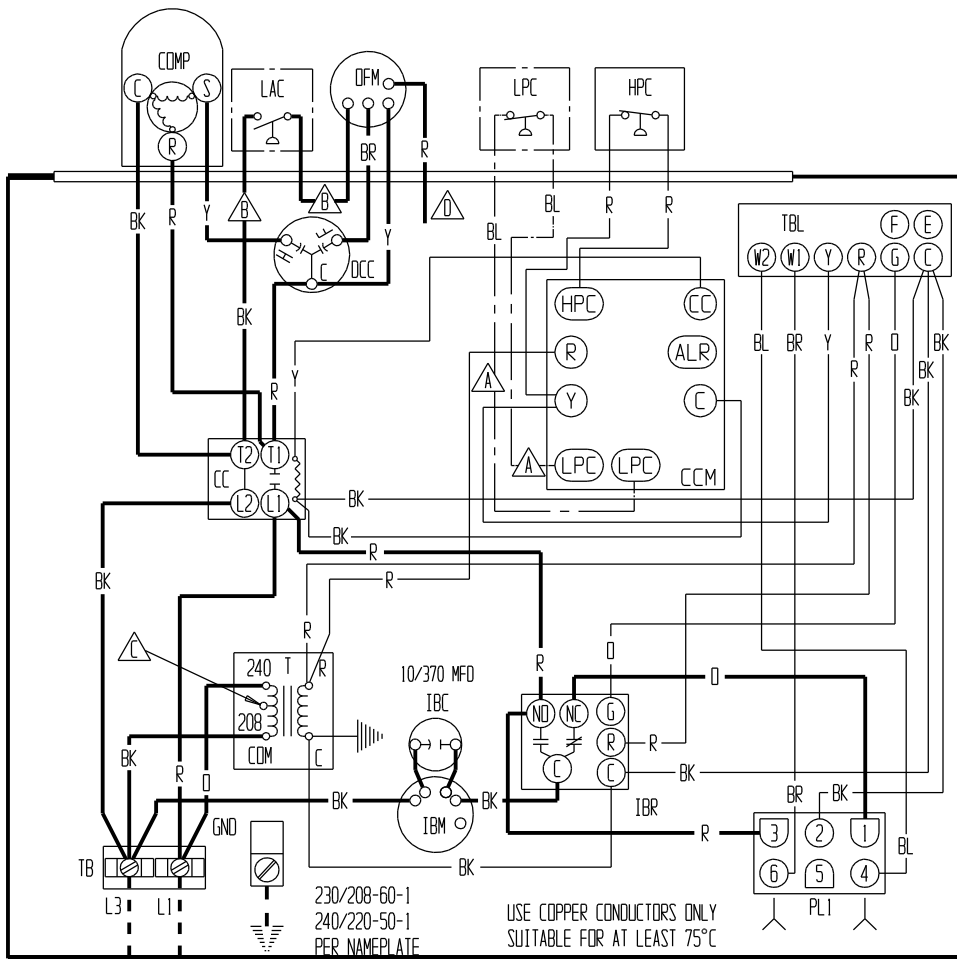 COMP
C
S
R
LAC
OFM
LPC
HPC
BK
R
Y
B
B
BR
R
D
Y
BL
BL
R
R
TBL
F
E
W2
W1
Y
R
G
C
H
F
C
DCC
HPC
CC
R
ALR
Y
C
LPC
LPC
CCM
BK
R
Y
A
A
BL
BR
Y
R
R
O
BK
BK
BK
T2
T1
CC
L2
L1
BK
BK
R
R
BK
R
R
O
C
240
T
R
208
COM
C
10/370 MFD
IBC
NO
NC
G
R
C
C
O
R
BK
IBR
BK
R
O
BK
BK
IBM
BK
R
BR
BK
BL
GND
TB
L3
L1
3
2
1
6
5
4
PL1
230/208-60-1
240/220-50-1
PER NAMEPLATE
USE COPPER CONDUCTORS ONLY
SUITABLE FOR AT LEAST 75°C